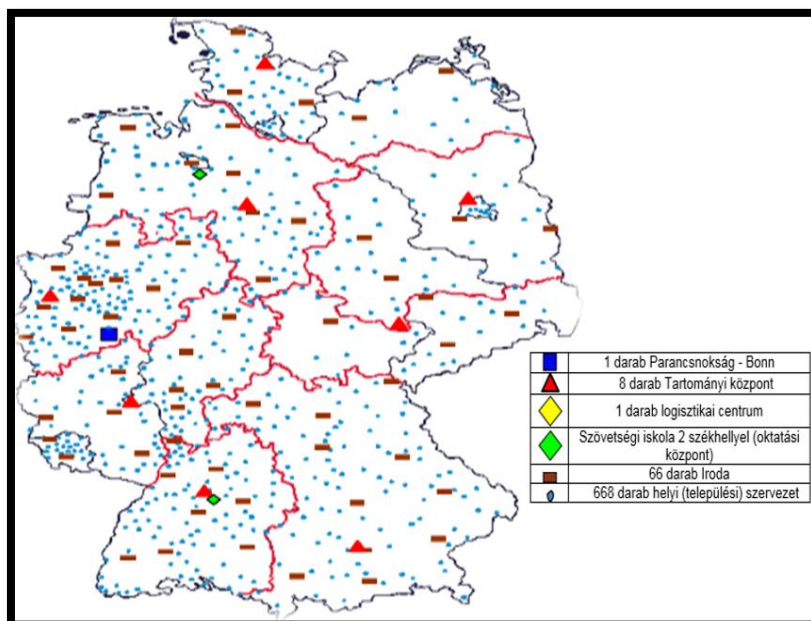 1 darab Parancsnokság - Bonn
8 darab Tartományi központ
1 darab logisztikai centrum
Szövetségi iskola 2 székhellyel (oktatási
központ)
66 darab Iroda
668 darab helyi (települési) szervezet